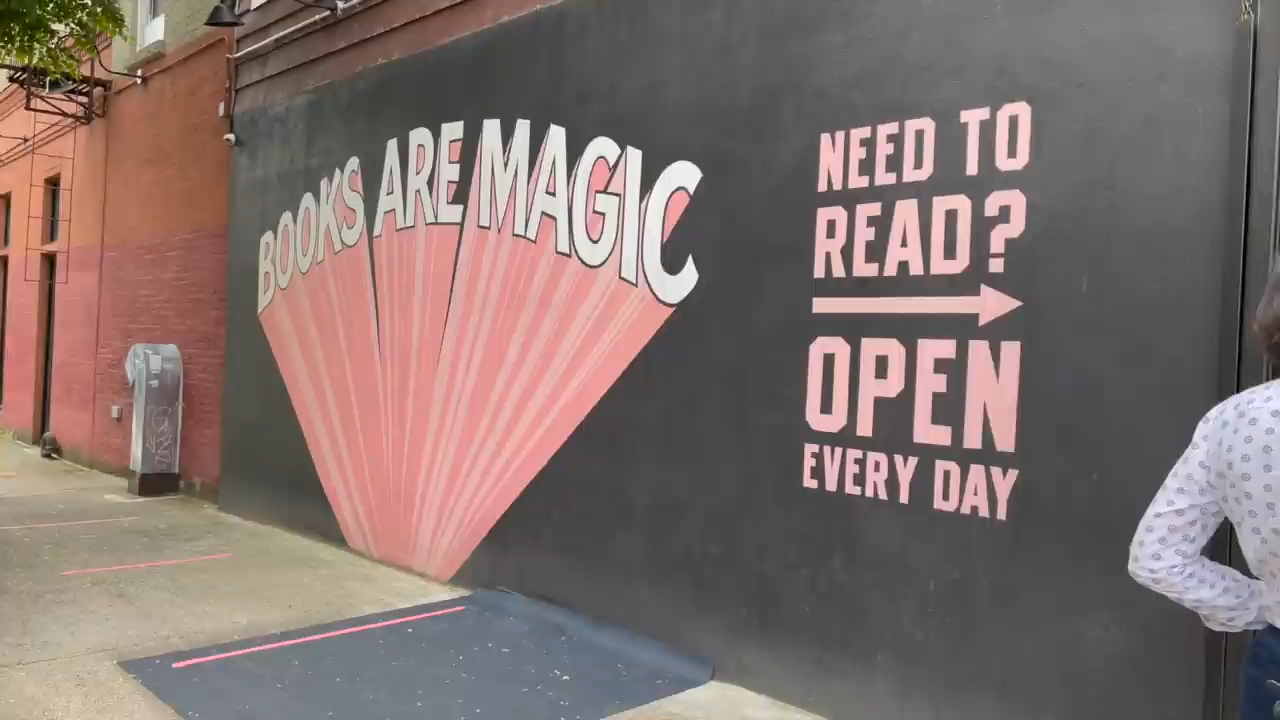 BOOKS ARE MAGIC
NEED TO
READ?
OPEN
EVERY DAY